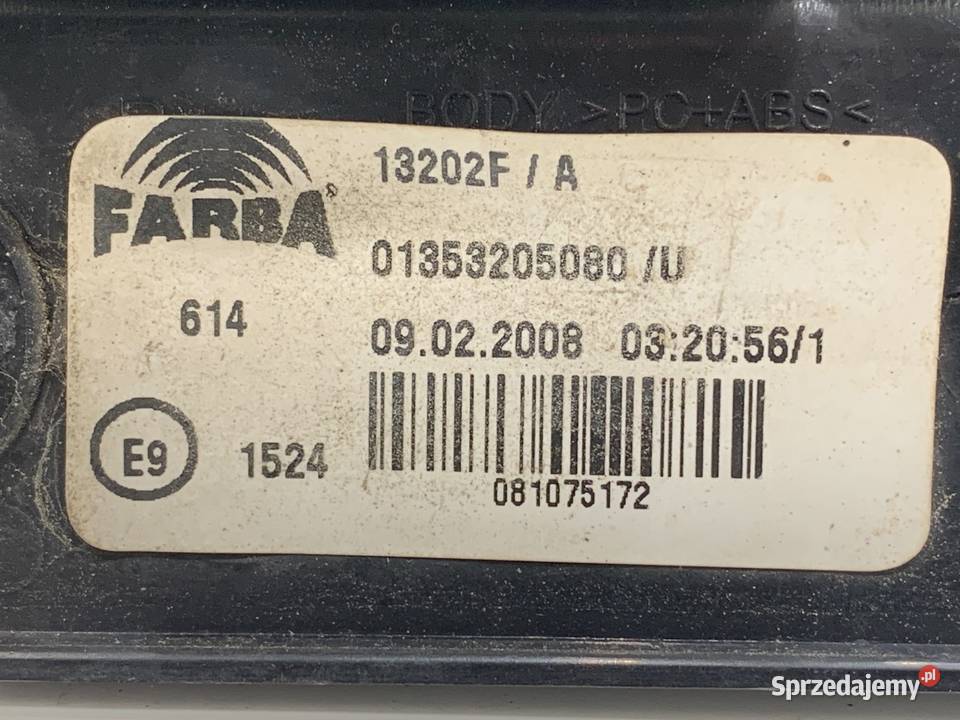 BODY >PC+ABS<
FARBA®
13202F / A
01353205080 /U
614
09.02.2008 03:20:56/1
E9
1524
081075172
Sprzedajemy.pl